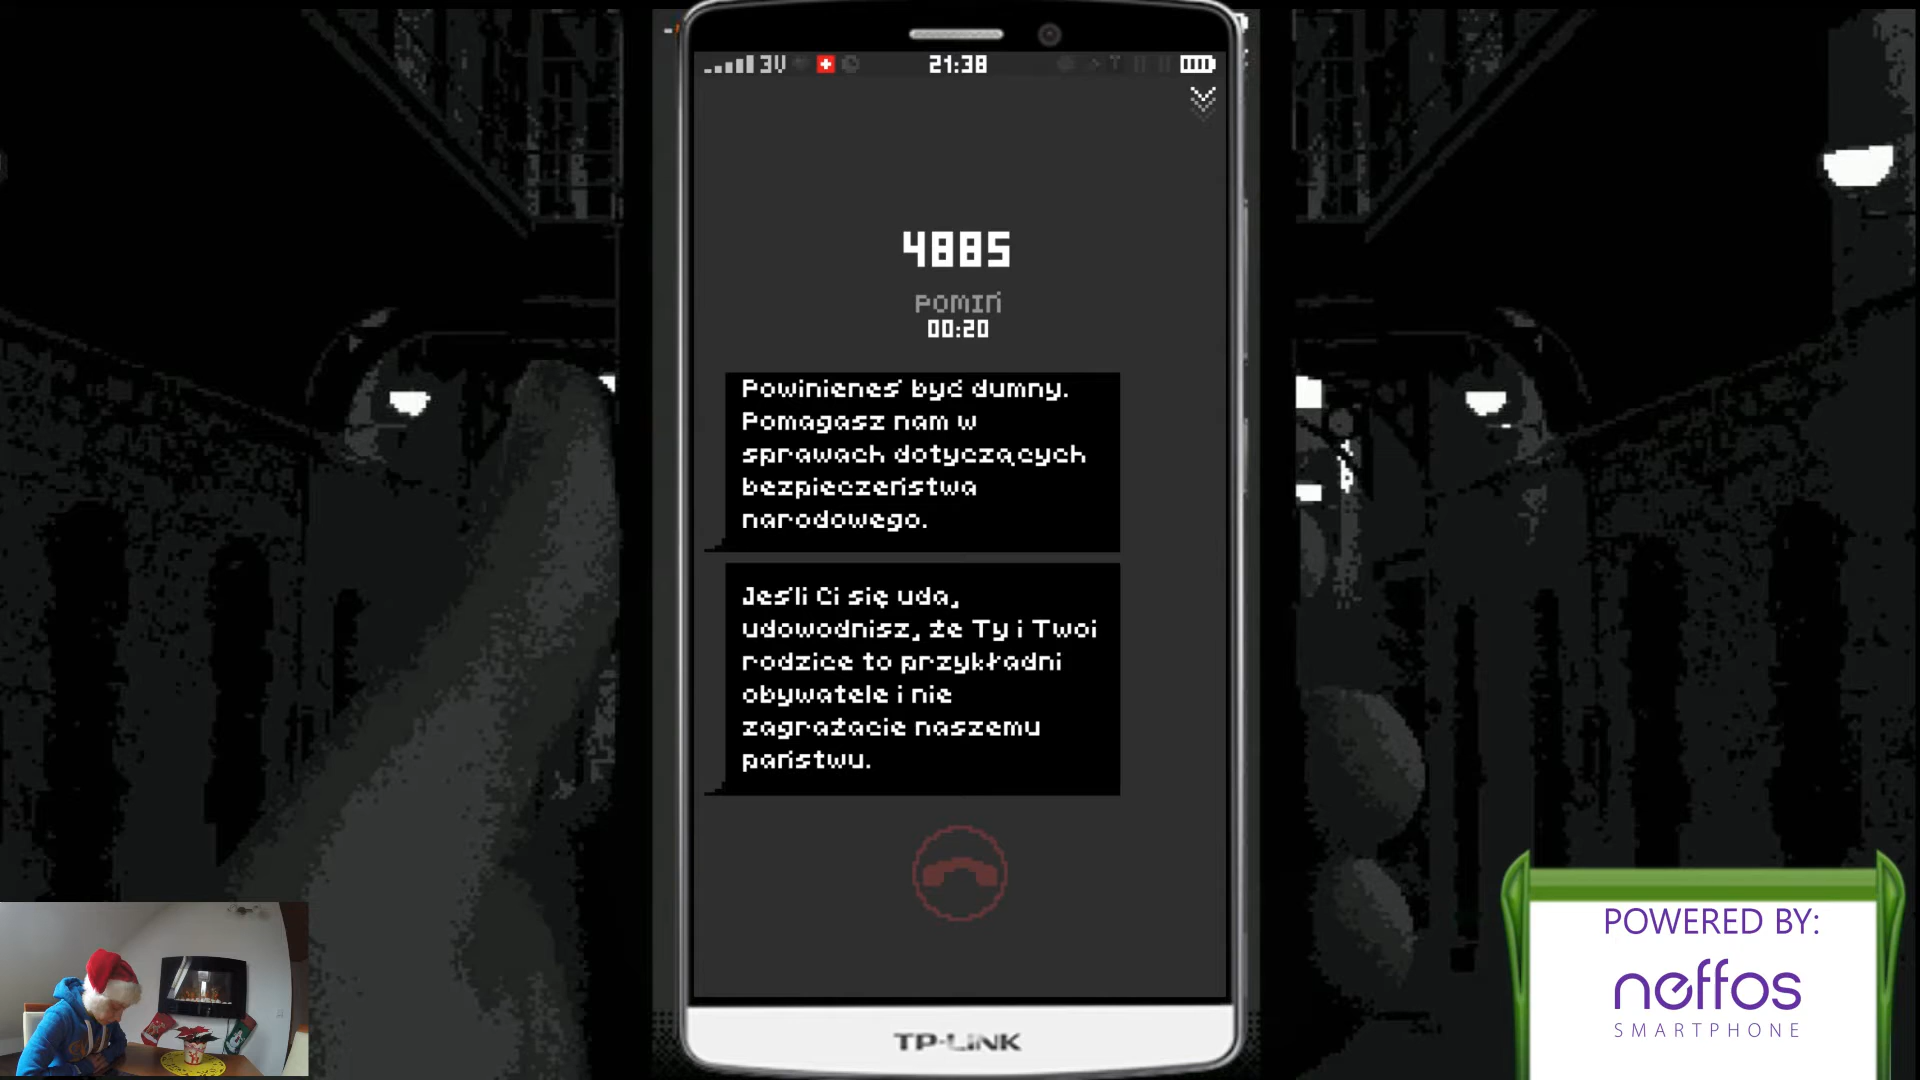 3G 21:38
4885
POMIŃ
00:20
Powinieneś być dumny.
Pomagasz nam w
sprawach dotyczących
bezpieczeństwa
narodowego.
Jeśli Ci się uda,
udowodnisz, że Ty i Twoi
rodzice to przykładni
obywatele i nie
zagrażacie naszemu
państwu.
TP-LINK
POWERED BY:
neffos
SMARTPHONE